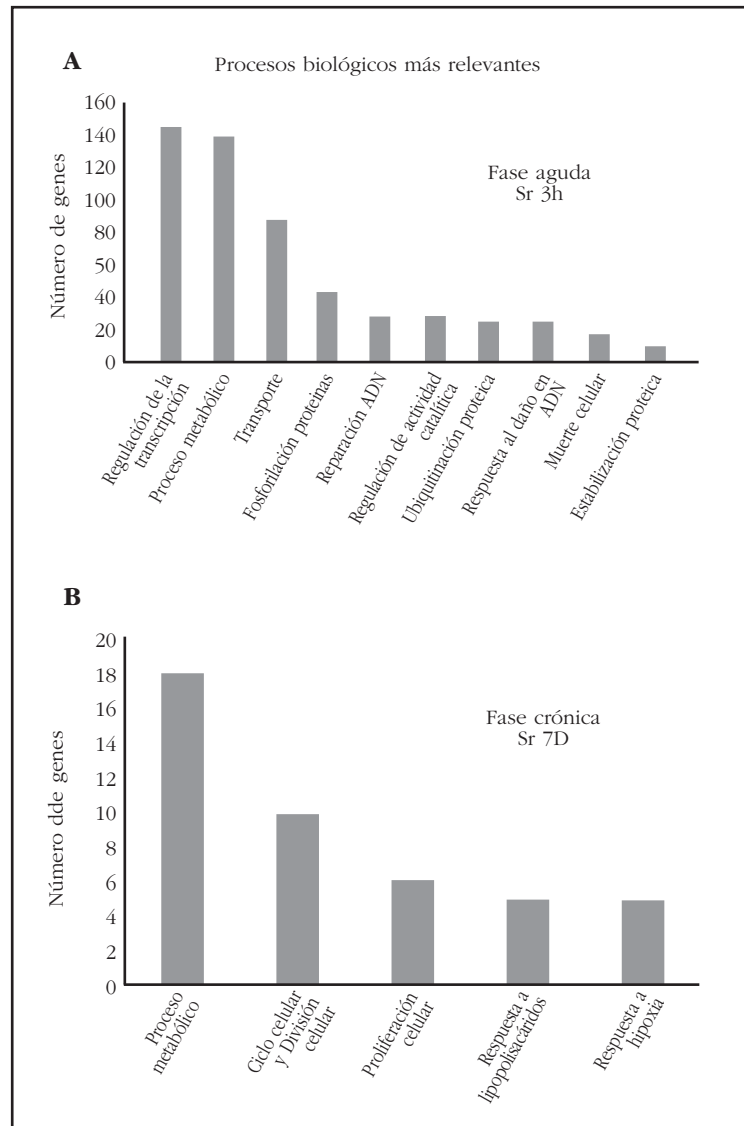 A
Procesos biológicos más relevantes
Número de genes
160
140
120
100
80
50
40
20
0
Fase aguda
Sr 3h
Regulación de la
transcripción
Proceso metabólico
Transporte
Fosforilación proteinas
Reparación ADN
Regulación de actividad
catalítica
Ubiquitinación proteica
Respuesta al daño en
ADN
Muerte celular
Estabilización proteica
B
Número dde genes
20
18
16
14
12
10
8
6
4
2
0
Fase crónica
Sr 7D
Proceso
metabólico
Ciclo celular
y División
celular
Proliferación
celular
Respuesta a
lipopolisacáridos
Respuesta a
hipoxia